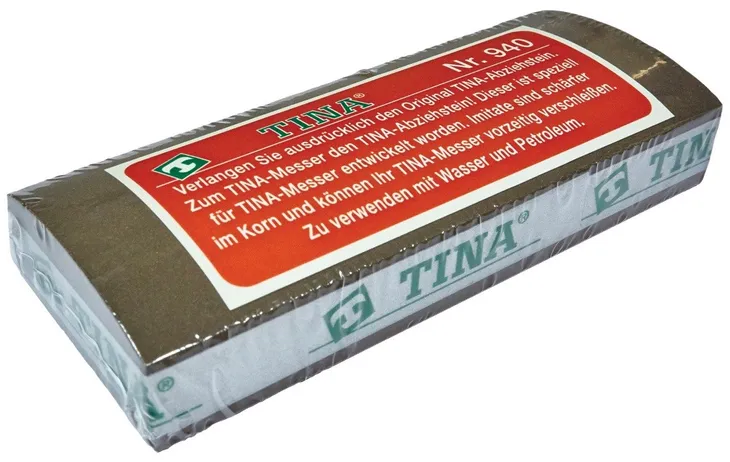 TINA®
Nr. 940
Verlangen Sie ausdrücklich den Original TINA-Abziehstein.
Zum TINA-Messer den TINA-Abziehstein! Dieser ist speziell
für TINA-Messer entwickelt worden. Imitate sind schärfer
im Korn und können Ihr TINA-Messer vorzeitig verschleißen.
Zu verwenden mit Wasser und Petroleum.
TINA®